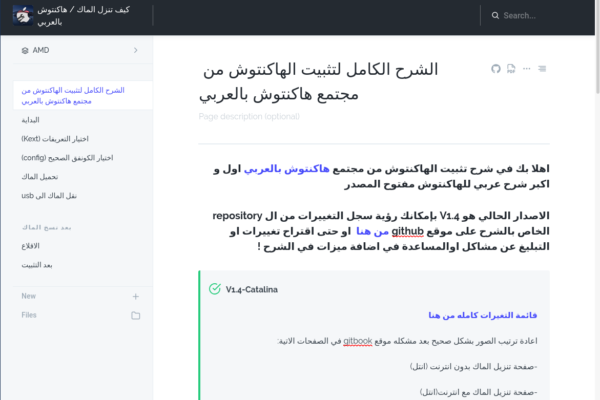 كيف تنزل الماك / هاكنتوش
بالعربي
Search...
AMD
الشرح الكامل لتثبيت الهاكنتوش من
مجتمع هاكنتوش بالعربي
البداية
اختيار التعريفات (Kext)
اختيار الكونفق الصحيح (config)
تحميل الماك
نقل الماك الى usb
بعد نسخ الماك
الاقلاع
بعد التثبيت
New
Files
الشرح الكامل لتثبيت الهاكنتوش من
مجتمع هاكنتوش بالعربي
Page description (optional)
اهلا بك في شرح تثبيت الهاكنتوش من مجتمع هاكنتوش بالعربي اول و
اكبر شرح عربي للهاكنتوش مفتوح المصدر
الاصدار الحالي هو V1.4 بإمكانك رؤية سجل التغييرات من ال repository
الخاص بالشرح على موقع github من هنا او حتى اقتراح تغييرات او
التبليغ عن مشاكل اوالمساعدة في اضافة ميزات في الشرح !
V1.4-Catalina
قائمة التغيرات كامله من هنا
اعادة ترتيب الصور بشكل صحيح بعد مشكله موقع gitbook في الصفحات الاتية:
-صفحة تنزيل الماك بدون انترنت (انتل)
-صفحة تنزيل الماك مع انترنت(انتل)